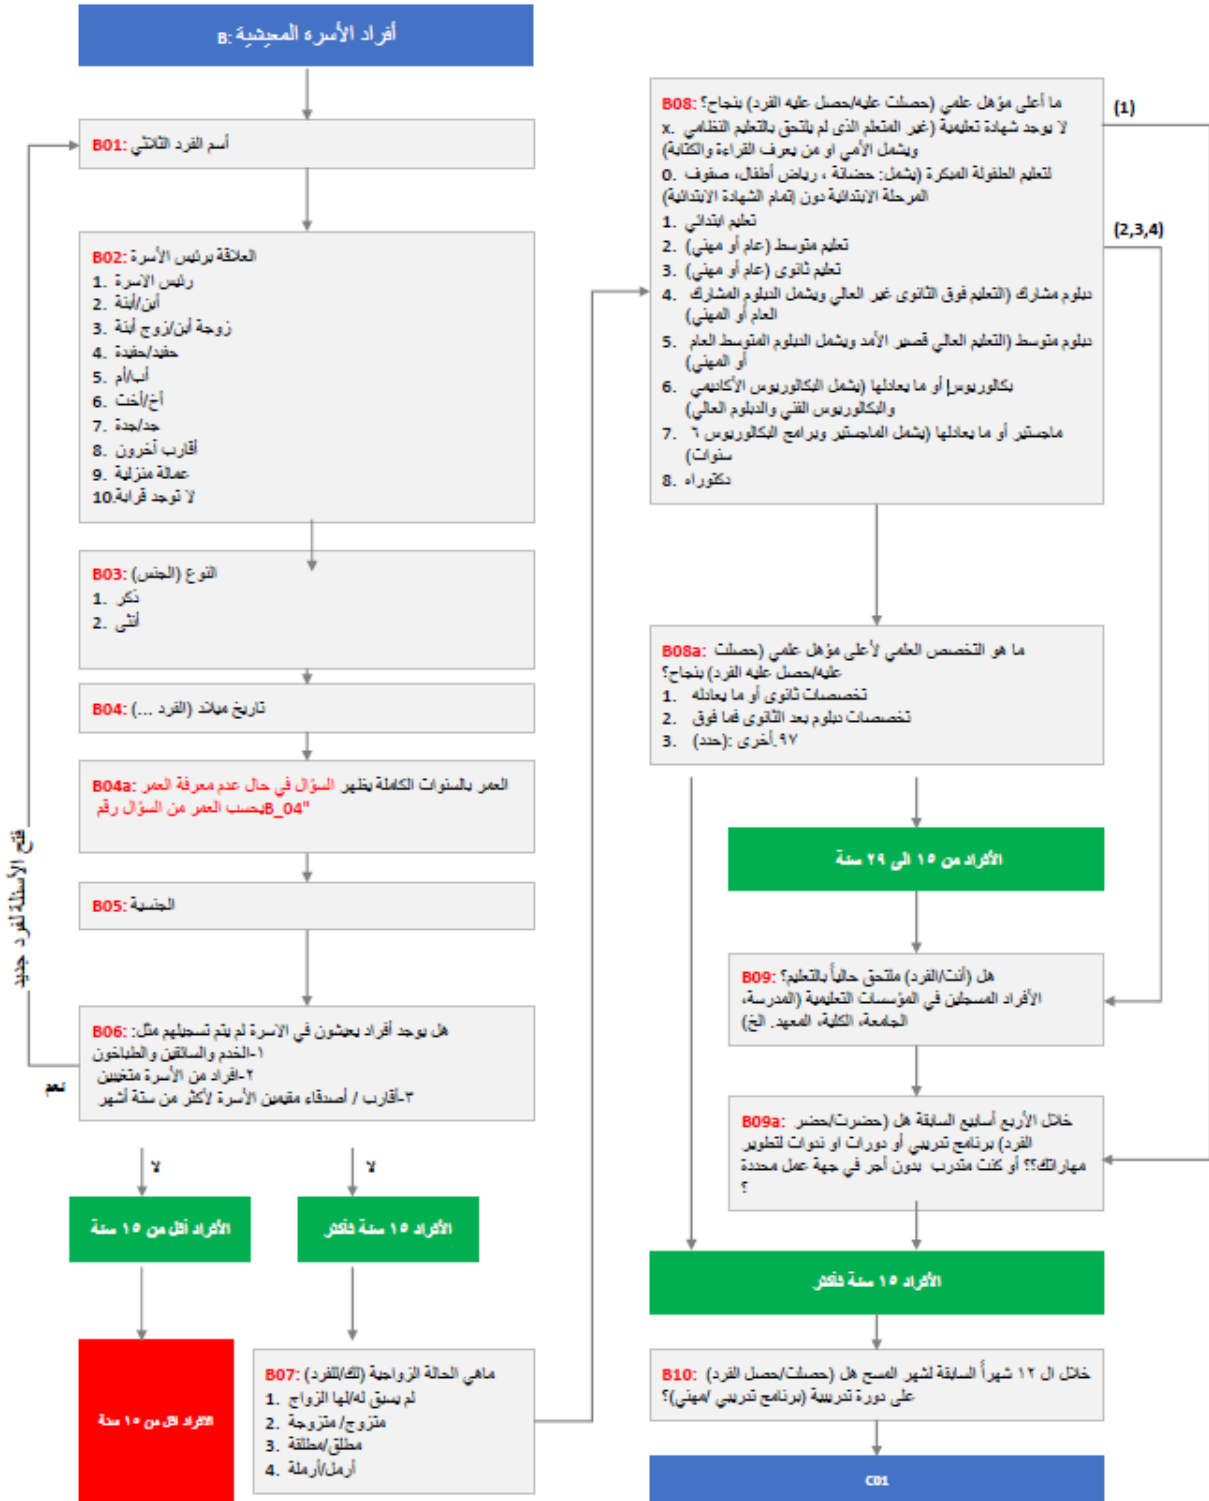 B: أفراد الأسرة المعيشية
B01: أسم الفرد الثلاثي
B02: العلاقة برئيس الأسرة
1. رئيس الاسرة
2. أبن/أبنة
3. زوجة أبن/زوج أبنة
4. حفيد/حفيدة
5. أب/أم
6. أخ/أخت
7. جد/جدة
8. أقارب أخرون
9. عمالة منزلية
10. لا توجد قرابة
B03: النوع (الجنس)
1. ذكر
2. أنثى
B04: تاريخ ميلاد (الفرد ...)
B04a: العمر بالسنوات الكاملة يظهر السؤال في حال عدم معرفة العمر
يحسب العمر من السؤال رقم B_04"
B05: الجنسية
B06: هل يوجد أفراد يعيشون في الاسرة لم يتم تسجيلهم مثل:
١-الخدم والسائقين والطباخون
٢-افراد من الأسرة متغيبين
٣-أقارب / أصدقاء مقيمين الأسرة لأكثر من ستة أشهر
نعم
فتح الأسئلة لفرد جديد
لا
لا
الأفراد أقل من ١٥ سنة
الأفراد ١٥ سنة فأكثر
الافراد اقل من ١٥ سنة
B07: ماهي الحالة الزواجية (لك/للفرد)
1. لم يسبق له/لها الزواج
2. متزوج/ متزوجة
3. مطلق/مطلقة
4. أرمل/أرملة
B08: ما أعلى مؤهل علمي (حصلت عليه/حصل عليه الفرد) بنجاح؟
x. لا يوجد شهادة تعليمية (غير المتعلم الذى لم يلتحق بالتعليم النظامي
ويشمل الأمي او من يعرف القراءة والكتابة)
0. لتعليم الطفولة المبكرة (يشمل: حضانة ، رياض أطفال، صفوف
المرحلة الابتدائية دون إتمام الشهادة الابتدائية)
1. تعليم ابتدائي
2. تعليم متوسط (عام أو مهني)
3. تعليم ثانوى (عام أو مهني)
4. دبلوم مشارك (التعليم فوق الثانوى غير العالي ويشمل الدبلوم المشارك
العام أو المهني)
5. دبلوم متوسط (التعليم العالي قصير الأمد ويشمل الدبلوم المتوسط العام
أو المهني)
6. بكالوريوس أو ما يعادلها (يشمل البكالوريوس الأكاديمي
والبكالوريوس الفني والدبلوم العالي)
7. ماجستير أو ما يعادلها (يشمل الماجستير وبرامج البكالوريوس ٦
سنوات)
8. دكتوراه
(1)
(2,3,4)
B08a: ما هو التخصص العلمي لأعلى مؤهل علمي (حصلت
عليه/حصل عليه الفرد) بنجاح؟
1. تخصصات ثانوى أو ما يعادله
2. تخصصات دبلوم بعد الثانوى فما فوق
3. ٩٧.أخرى :(حدد)
الأفراد من ١٥ الى ٢٩ سنة
B09: هل (أنت/الفرد) ملتحق حالياً بالتعليم؟
الأفراد المسجلين في المؤسسات التعليمية (المدرسة،
الجامعة، الكلية، المعهد. الخ)
B09a: خلال الأربع أسابيع السابقة هل (حضرت/حضر
الفرد) برنامج تدريبي أو دورات او ندوات لتطوير
مهاراتك؟؟ أو كنت متدرب بدون أجر في جهة عمل محددة
؟
الأفراد ١٥ سنة فأكثر
B10: خلال ال ١٢ شهراً السابقة لشهر المسح هل (حصلت/حصل الفرد)
على دورة تدريبية (برنامج تدريبي /مهني)؟
C01